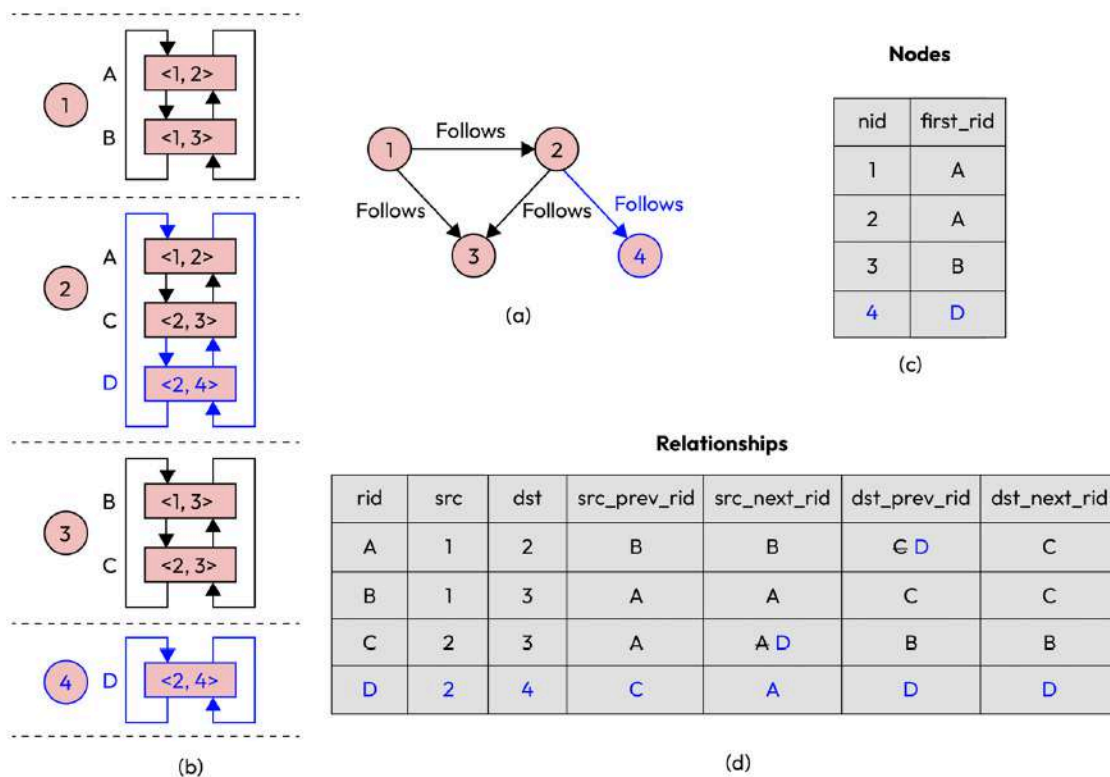 A <1, 2>
1
B <1, 3>
A <1, 2>
2
C <2, 3>
D <2, 4>
B <1, 3>
3
C <2, 3>
4 D <2, 4>
(b)
1 Follows 2
Follows Follows Follows
3 4
(a)
Nodes
nid first_rid
1 A
2 A
3 B
4 D
(c)
Relationships
rid src dst src_prev_rid src_next_rid dst_prev_rid dst_next_rid
A 1 2 B B C D C
B 1 3 A A C C
C 2 3 A A D B B
D 2 4 C A D D
(d)